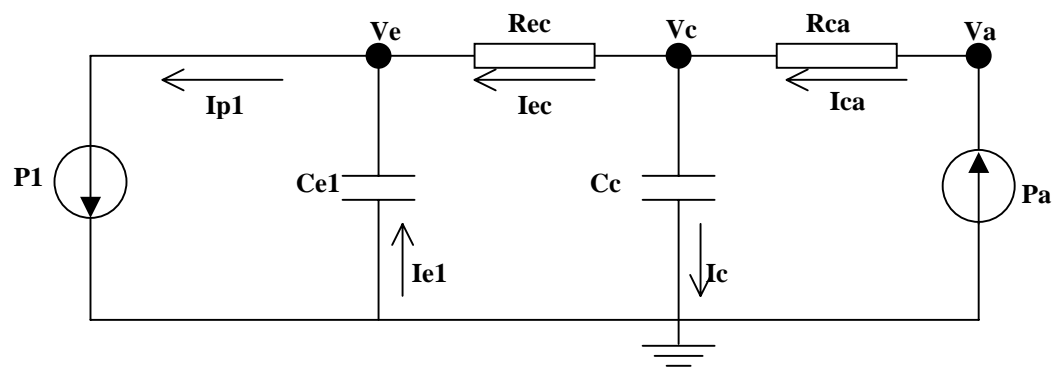 Ve Rec Vc Rca Va
Ip1 Iec Ica
P1 Ce1 Cc Pa
Ie1 Ic